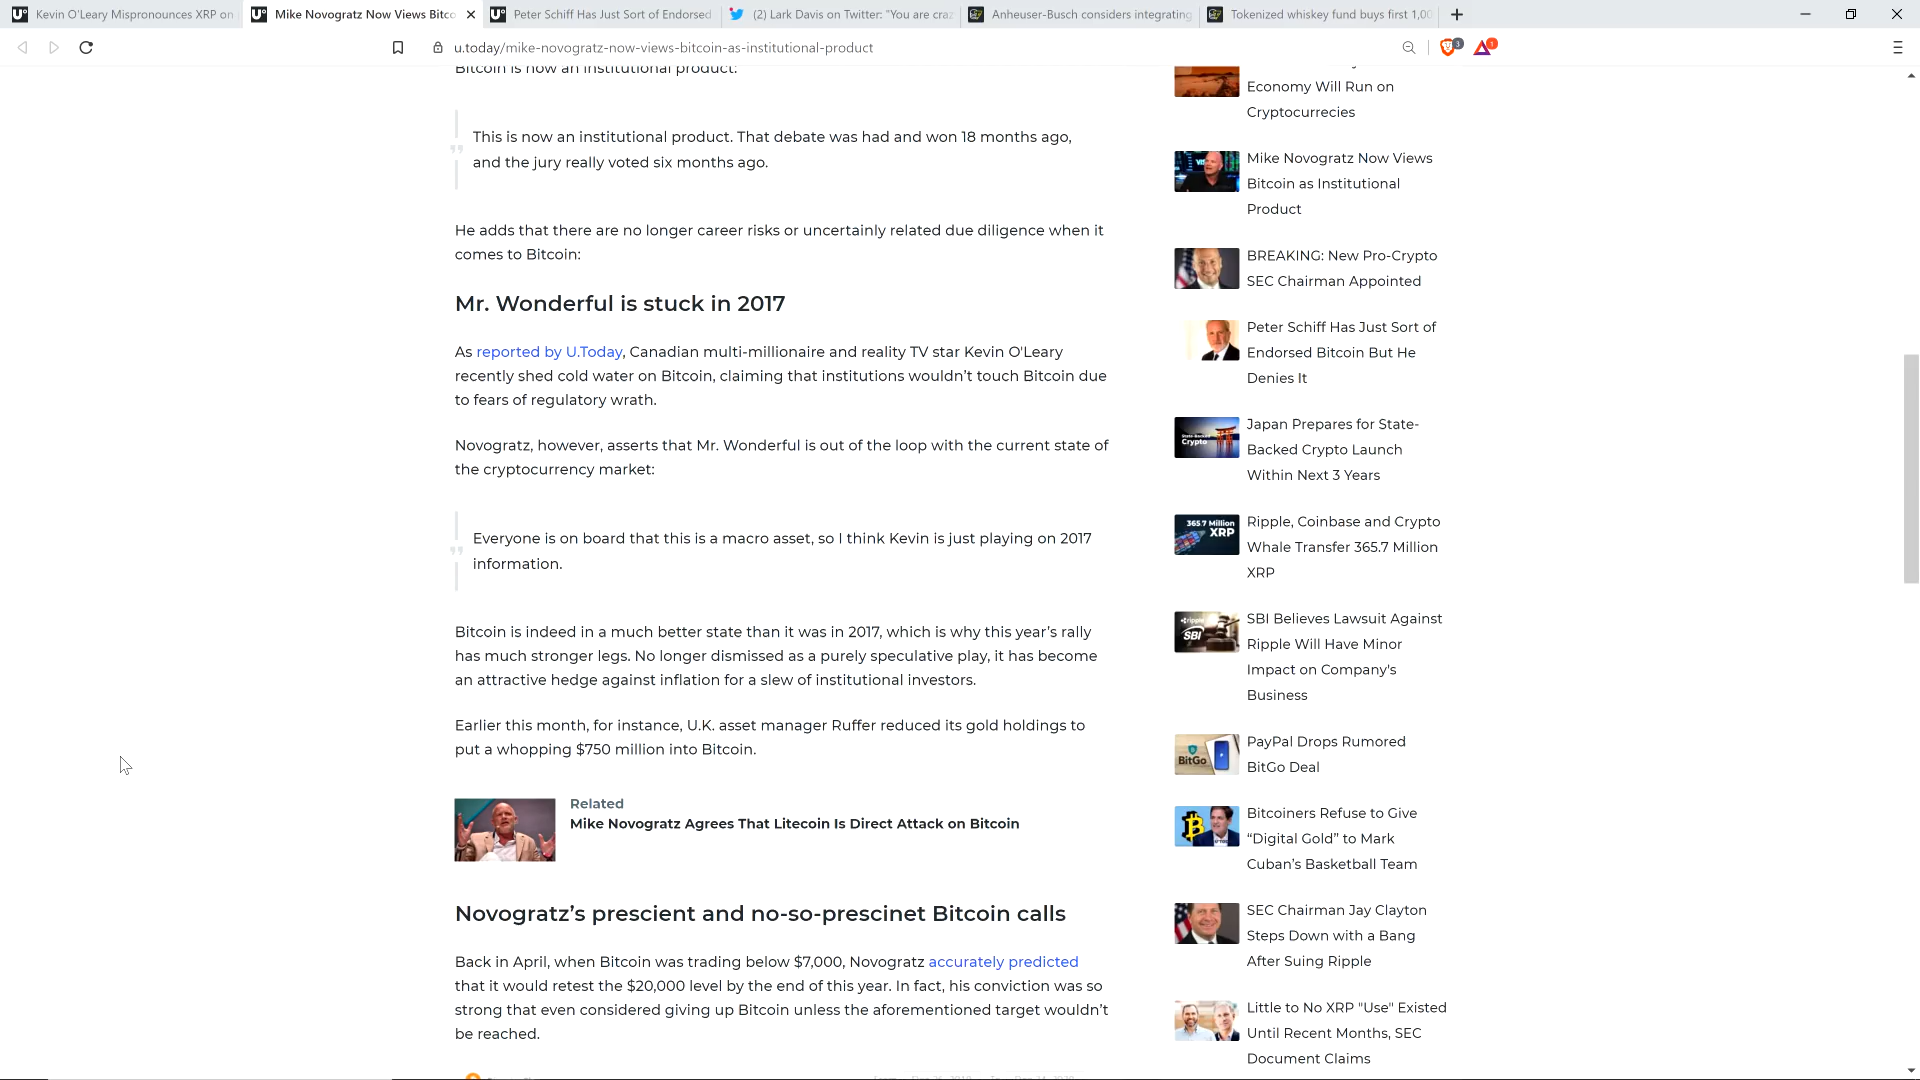 Kevin O'Leary Mispronounces XRP on
Mike Novogratz Now Views Bitco
Peter Schiff Has Just Sort of Endorsed
(2) Lark Davis on Twitter: "You are craz
Anheuser-Busch considers integrating
Tokenized whiskey fund buys first 1,00
u.today/mike-novogratz-now-views-bitcoin-as-institutional-product
3
1
Bitcoin is now an institutional product:
This is now an institutional product. That debate was had and won 18 months ago,
and the jury really voted six months ago.
He adds that there are no longer career risks or uncertainly related due diligence when it
comes to Bitcoin:
Mr. Wonderful is stuck in 2017
As reported by U.Today, Canadian multi-millionaire and reality TV star Kevin O'Leary
recently shed cold water on Bitcoin, claiming that institutions wouldn't touch Bitcoin due
to fears of regulatory wrath.
Novogratz, however, asserts that Mr. Wonderful is out of the loop with the current state of
the cryptocurrency market:
Everyone is on board that this is a macro asset, so I think Kevin is just playing on 2017
information.
Bitcoin is indeed in a much better state than it was in 2017, which is why this year's rally
has much stronger legs. No longer dismissed as a purely speculative play, it has become
an attractive hedge against inflation for a slew of institutional investors.
Earlier this month, for instance, U.K. asset manager Ruffer reduced its gold holdings to
put a whopping $750 million into Bitcoin.
Related
Mike Novogratz Agrees That Litecoin Is Direct Attack on Bitcoin
Novogratz's prescient and no-so-prescinet Bitcoin calls
Back in April, when Bitcoin was trading below $7,000, Novogratz accurately predicted
that it would retest the $20,000 level by the end of this year. In fact, his conviction was so
strong that even considered giving up Bitcoin unless the aforementioned target wouldn't
be reached.
Economy Will Run on
Cryptocurrecies
Mike Novogratz Now Views
Bitcoin as Institutional
Product
BREAKING: New Pro-Crypto
SEC Chairman Appointed
Peter Schiff Has Just Sort of
Endorsed Bitcoin But He
Denies It
State-Backed
Crypto
Japan Prepares for State-
Backed Crypto Launch
Within Next 3 Years
365.7 Million
XRP
Ripple, Coinbase and Crypto
Whale Transfer 365.7 Million
XRP
ripple
SBI
SBI Believes Lawsuit Against
Ripple Will Have Minor
Impact on Company's
Business
BitGo
PayPal Drops Rumored
BitGo Deal
Bitcoiners Refuse to Give
“Digital Gold” to Mark
Cuban's Basketball Team
SEC Chairman Jay Clayton
Steps Down with a Bang
After Suing Ripple
Little to No XRP "Use" Existed
Until Recent Months, SEC
Document Claims